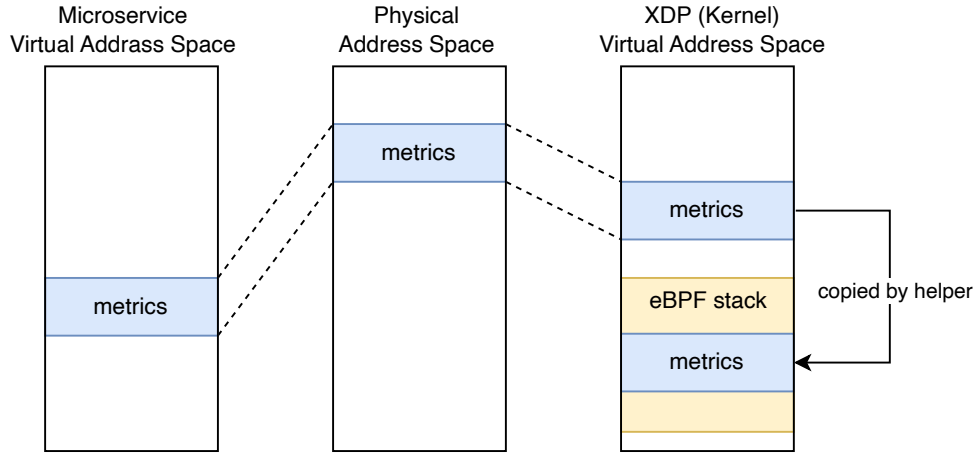 Microservice
Virtual Addrass Space
Physical
Address Space
XDP (Kernel)
Virtual Address Space
metrics
metrics
metrics
eBPF stack
copied by helper
metrics